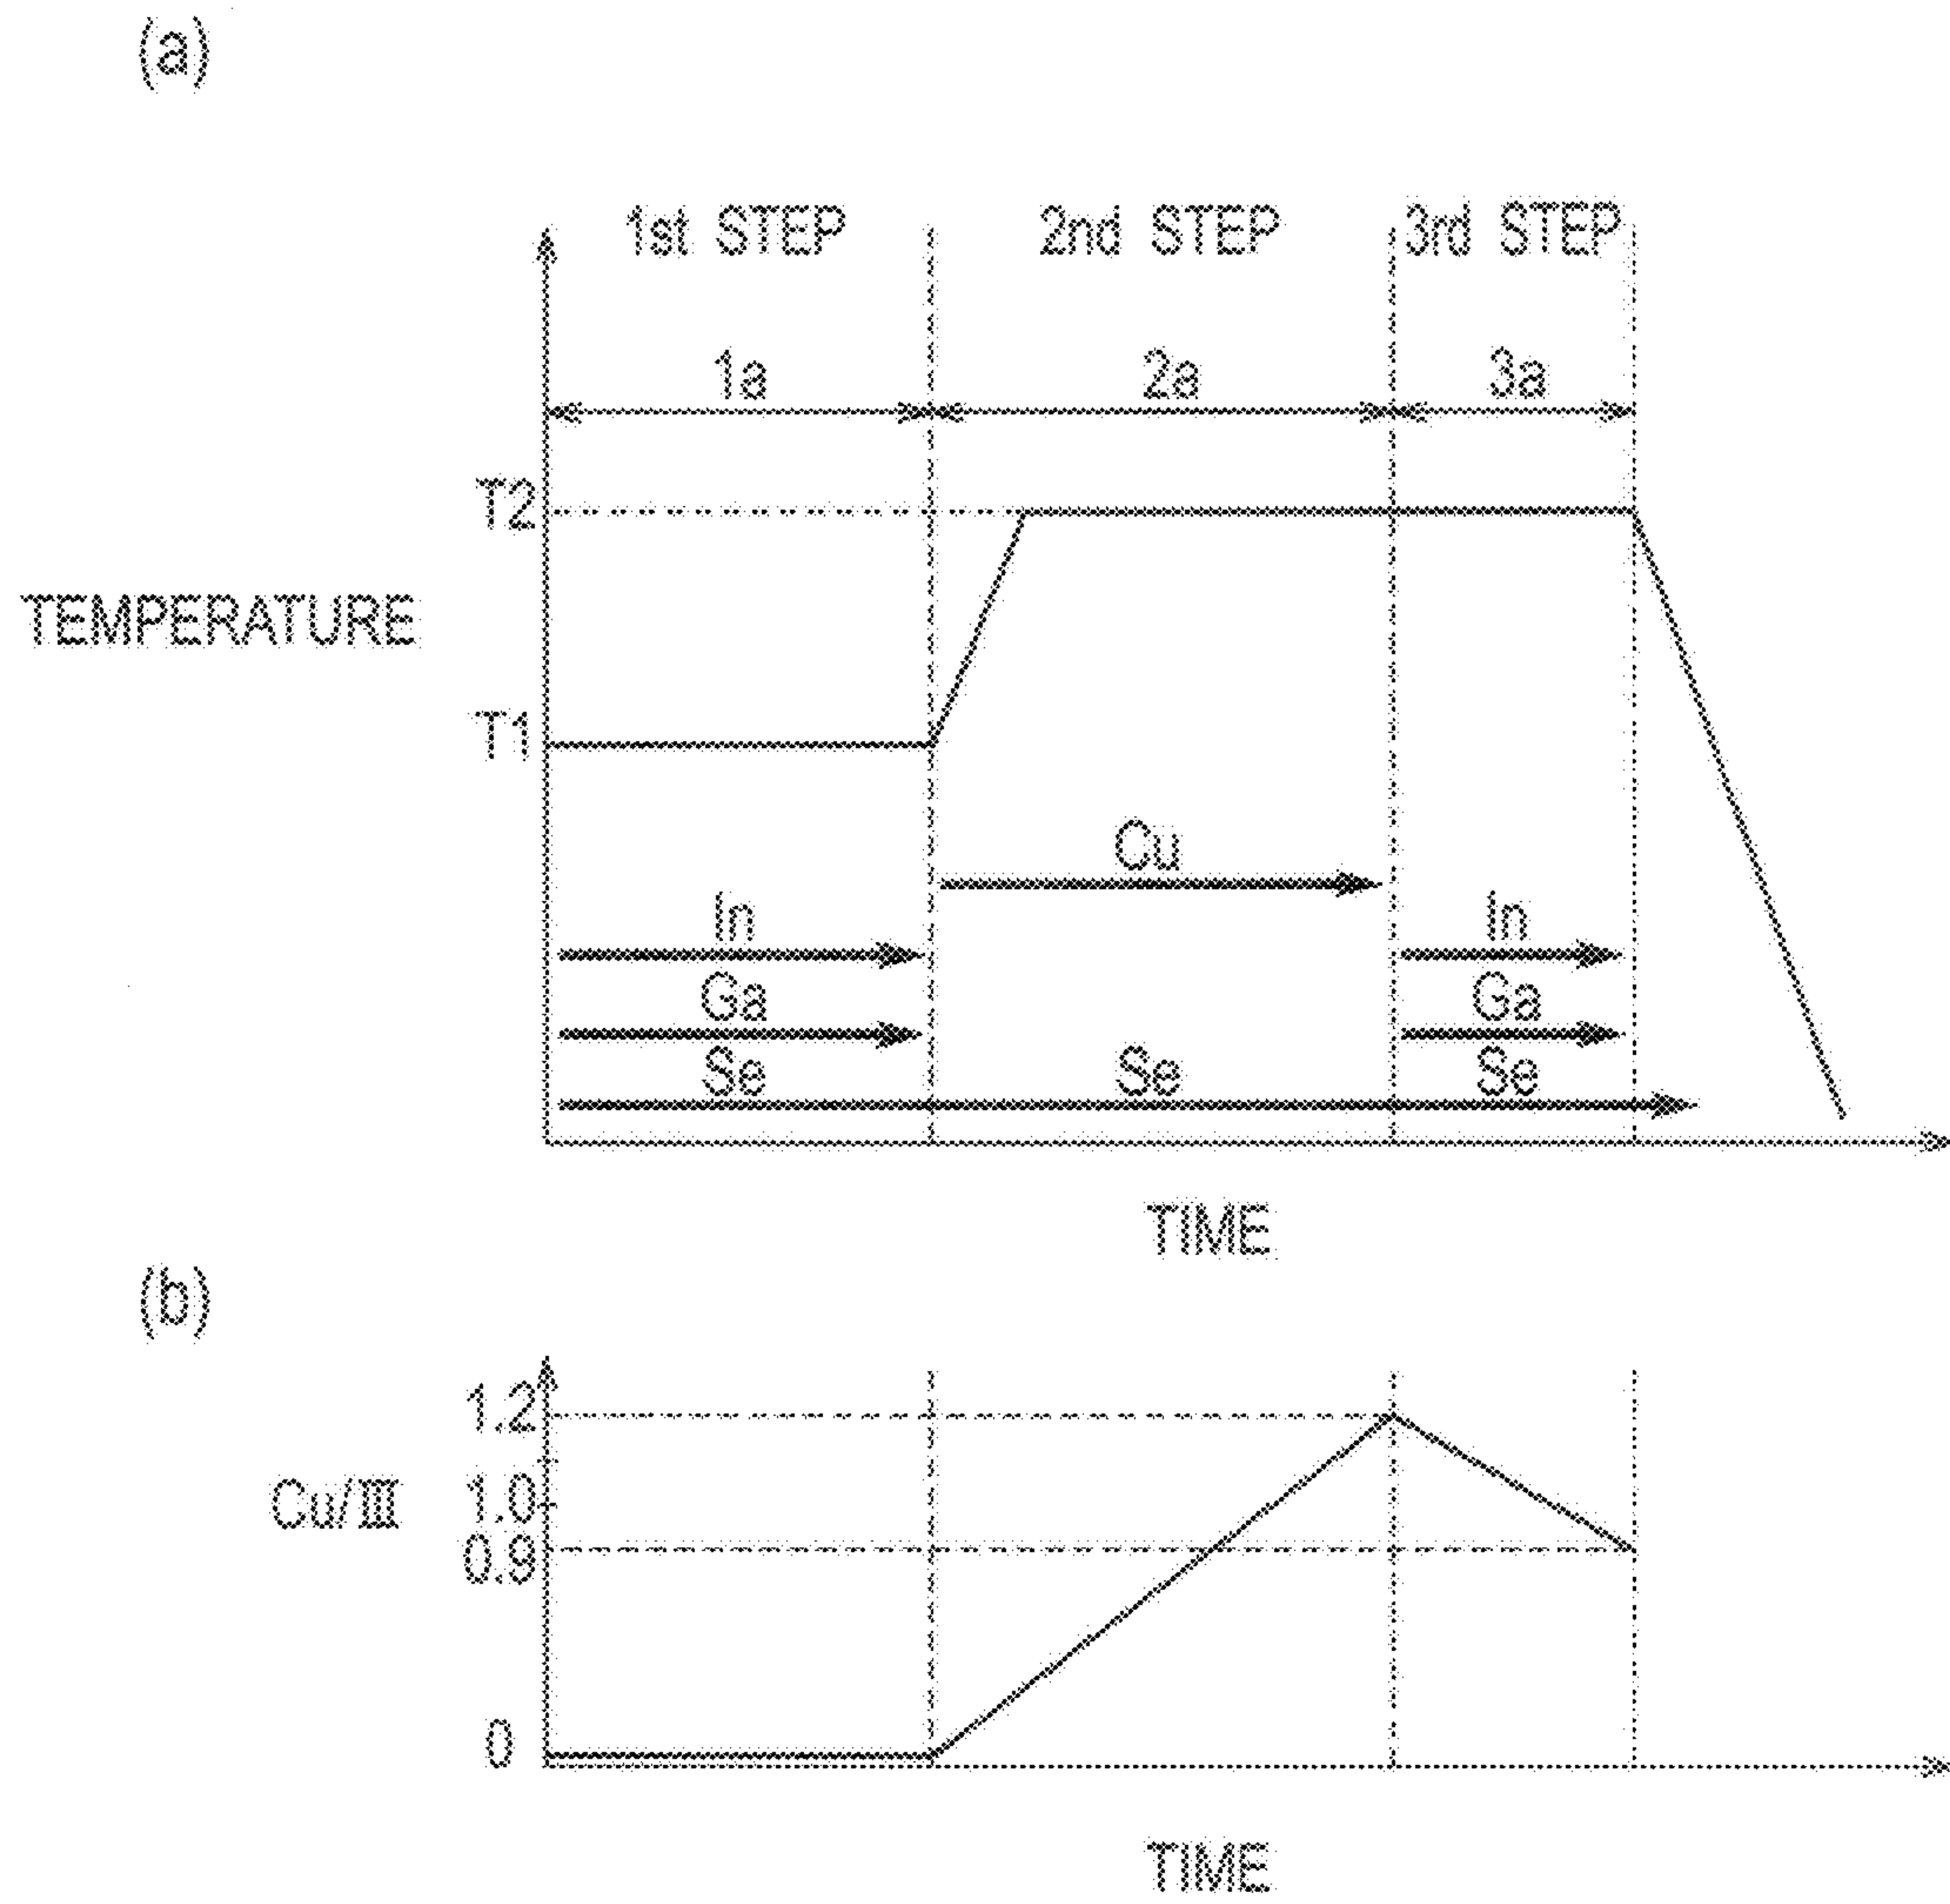 (a)
1st STEP 2nd STEP 3rd STEP
1a 2a 3a
T2
TEMPERATURE
T1
Cu
In In
Ga Ga
Se Se Se
TIME
(b)
1.2
Cu/Ⅲ 1.0
0.9
0
TIME